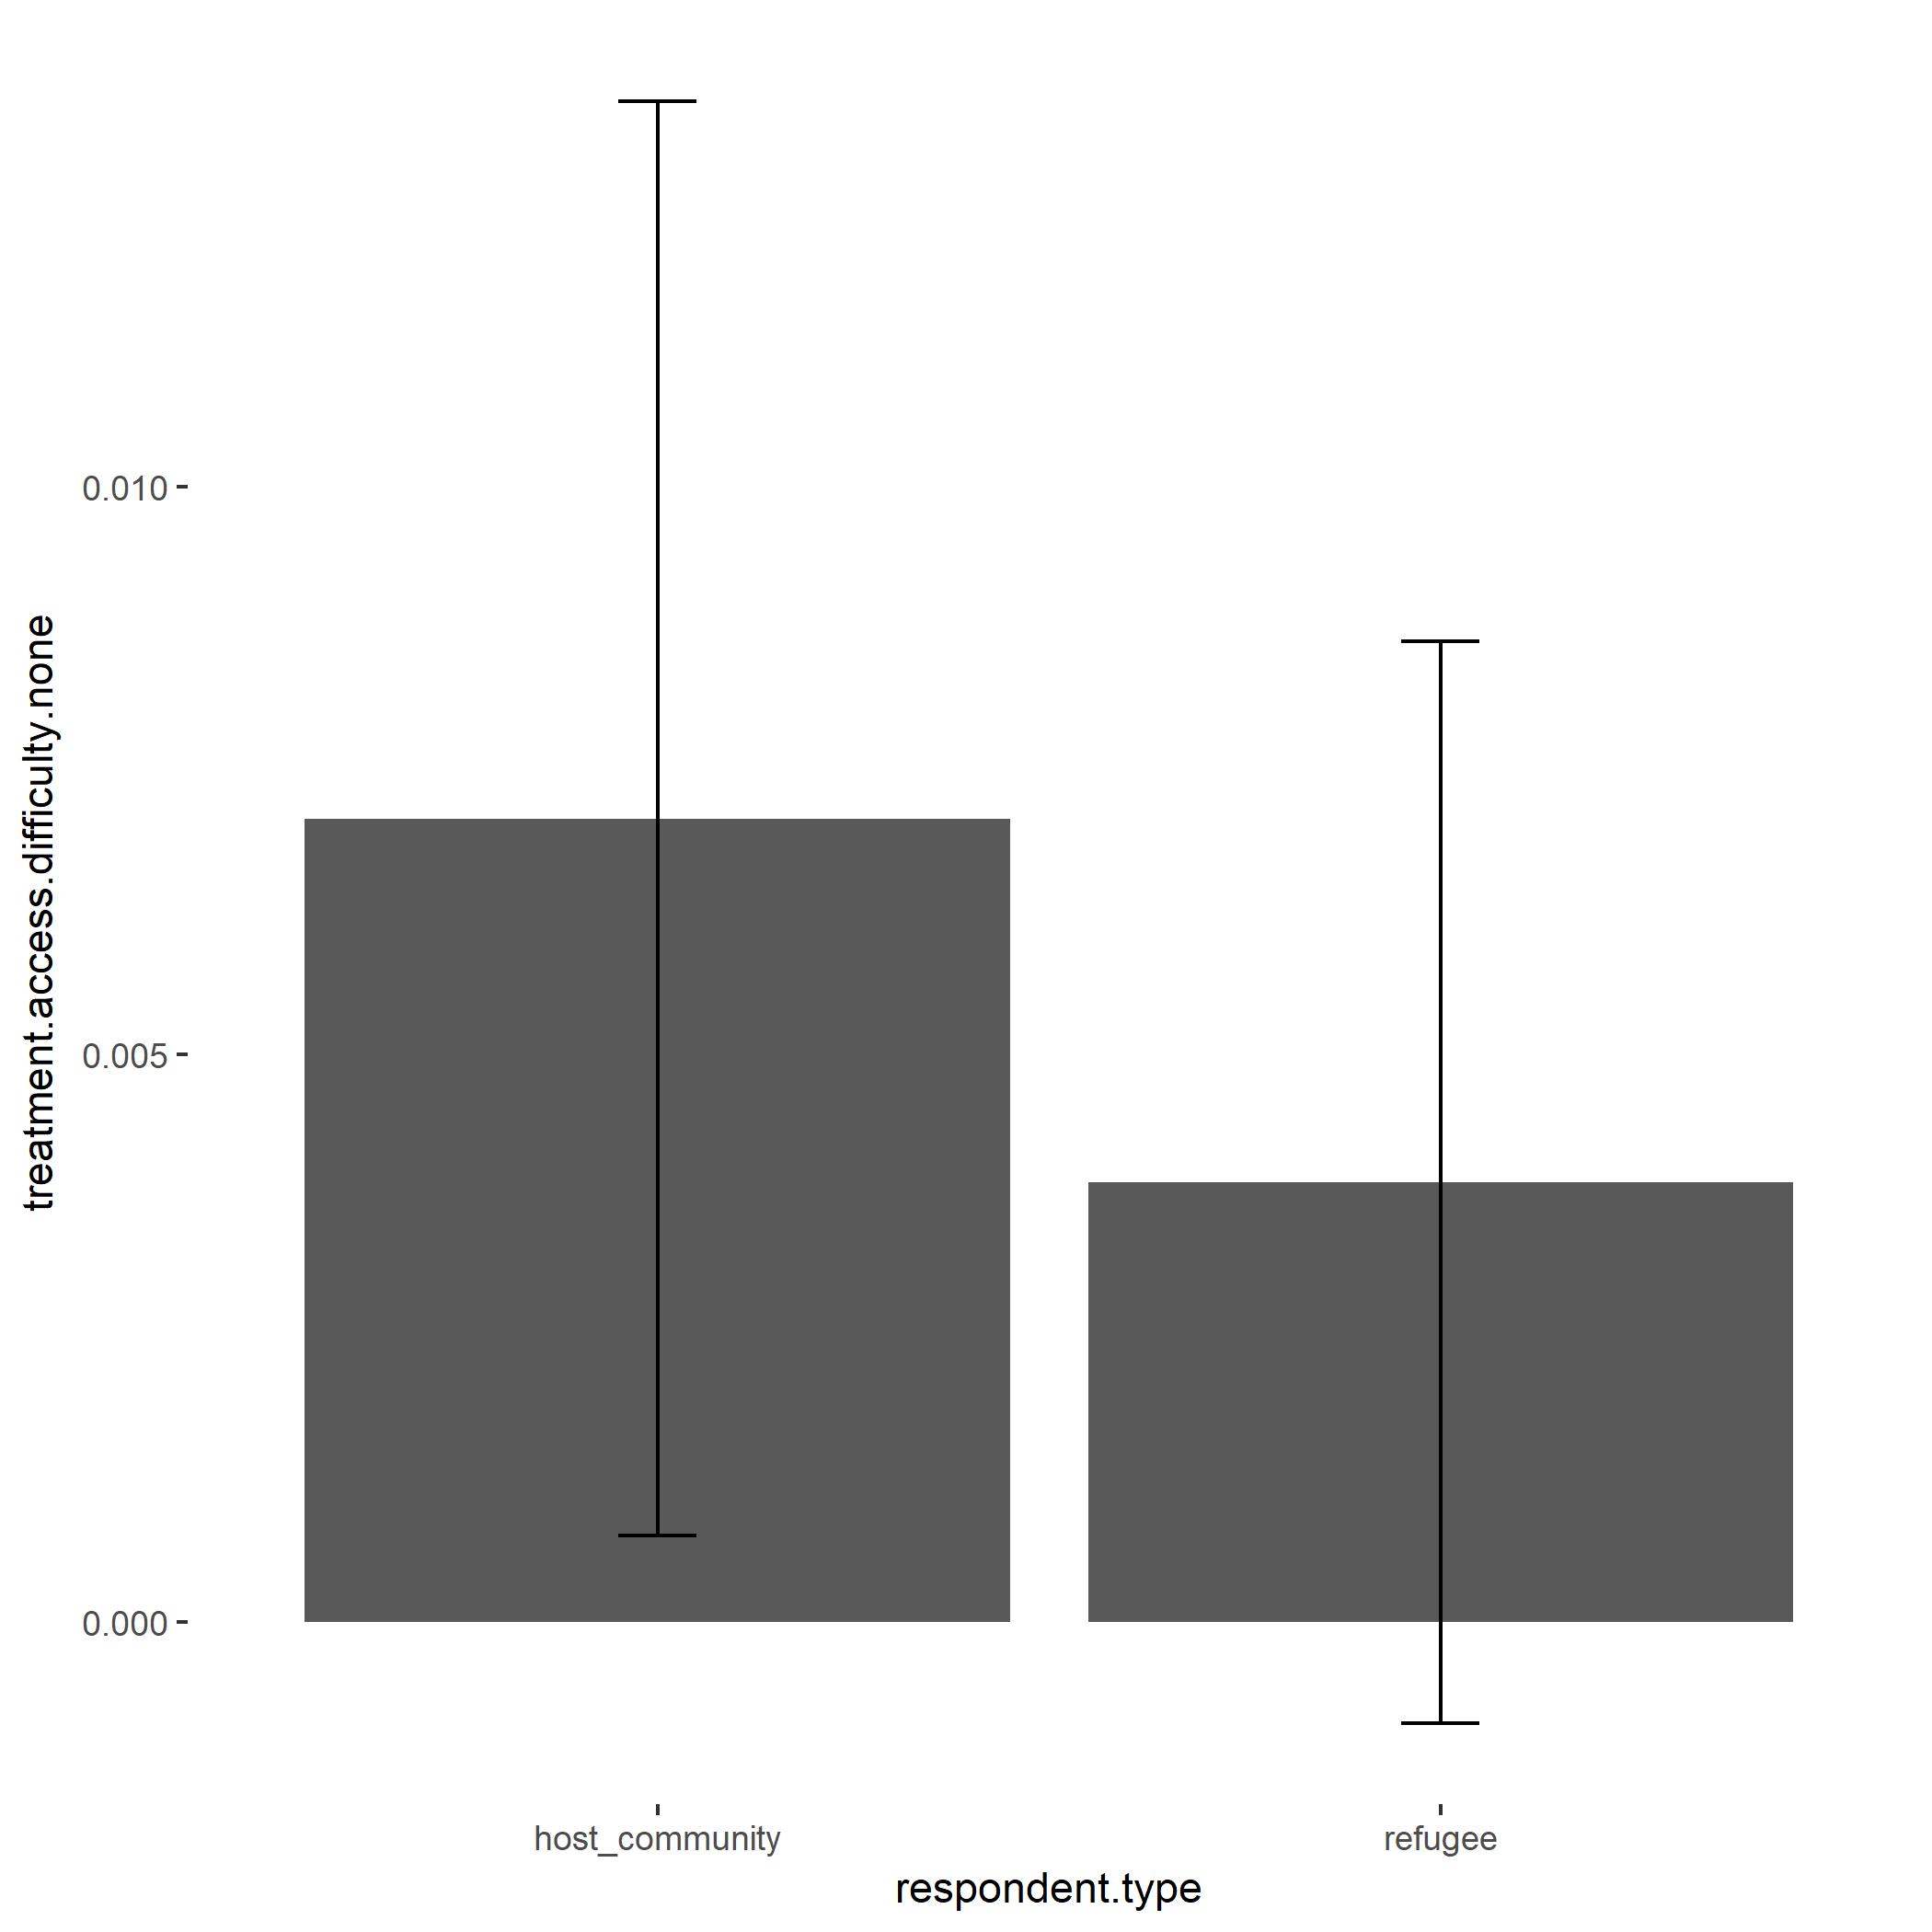 treatment.access.difficulty.none
0.010
0.005
0.000
host_community
refugee
respondent.type